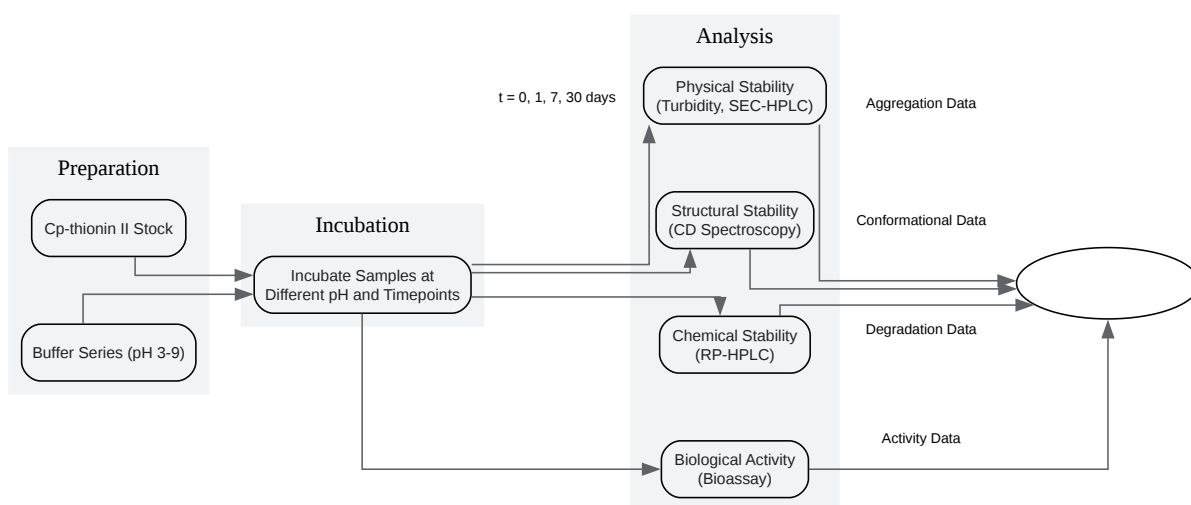 Preparation
Cp-thionin II Stock
Buffer Series (pH 3-9)
Incubation
Incubate Samples at
Different pH and Timepoints
t = 0, 1, 7, 30 days
Analysis
Physical Stability
(Turbidity, SEC-HPLC)
Structural Stability
(CD Spectroscopy)
Chemical Stability
(RP-HPLC)
Biological Activity
(Bioassay)
Aggregation Data
Conformational Data
Degradation Data
Activity Data